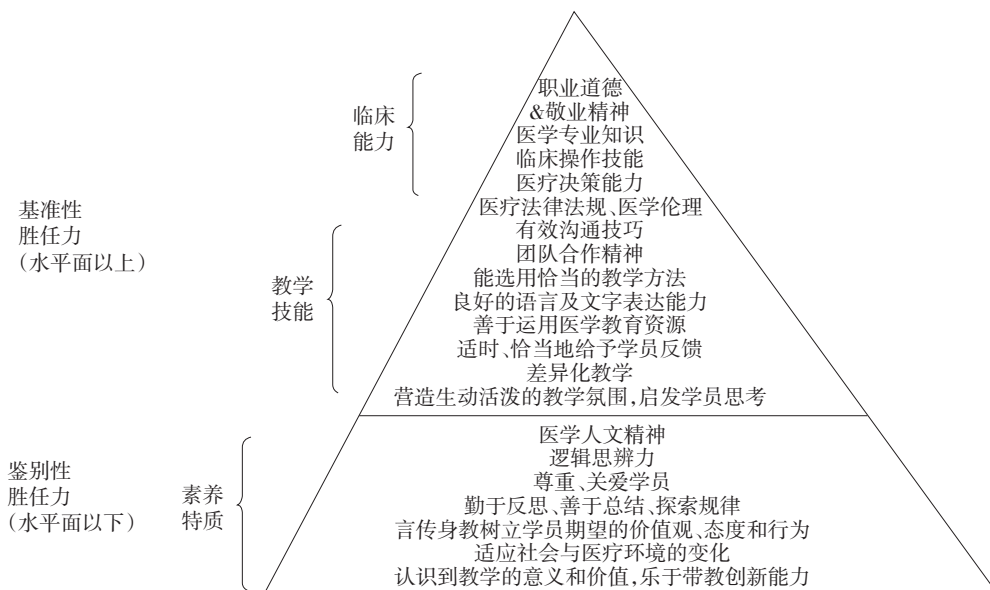 职业道德
&敬业精神
医学专业知识
临床操作技能
医疗决策能力
医疗法律法规、医学伦理
有效沟通技巧
团队合作精神
能选用恰当的教学方法
良好的语言及文字表达能力
善于运用医学教育资源
适时、恰当地给予学员反馈
差异化教学
营造生动活泼的教学氛围,启发学员思考
临床
能力
基准性
胜任力
(水平面以上)
教学
技能
医学人文精神
逻辑思辨力
尊重、关爱学员
勤于反思、善于总结、探索规律
言传身教树立学员期望的价值观、态度和行为
适应社会与医疗环境的变化
认识到教学的意义和价值,乐于带教创新能力
鉴别性
胜任力
(水平面以下)
素养
特质